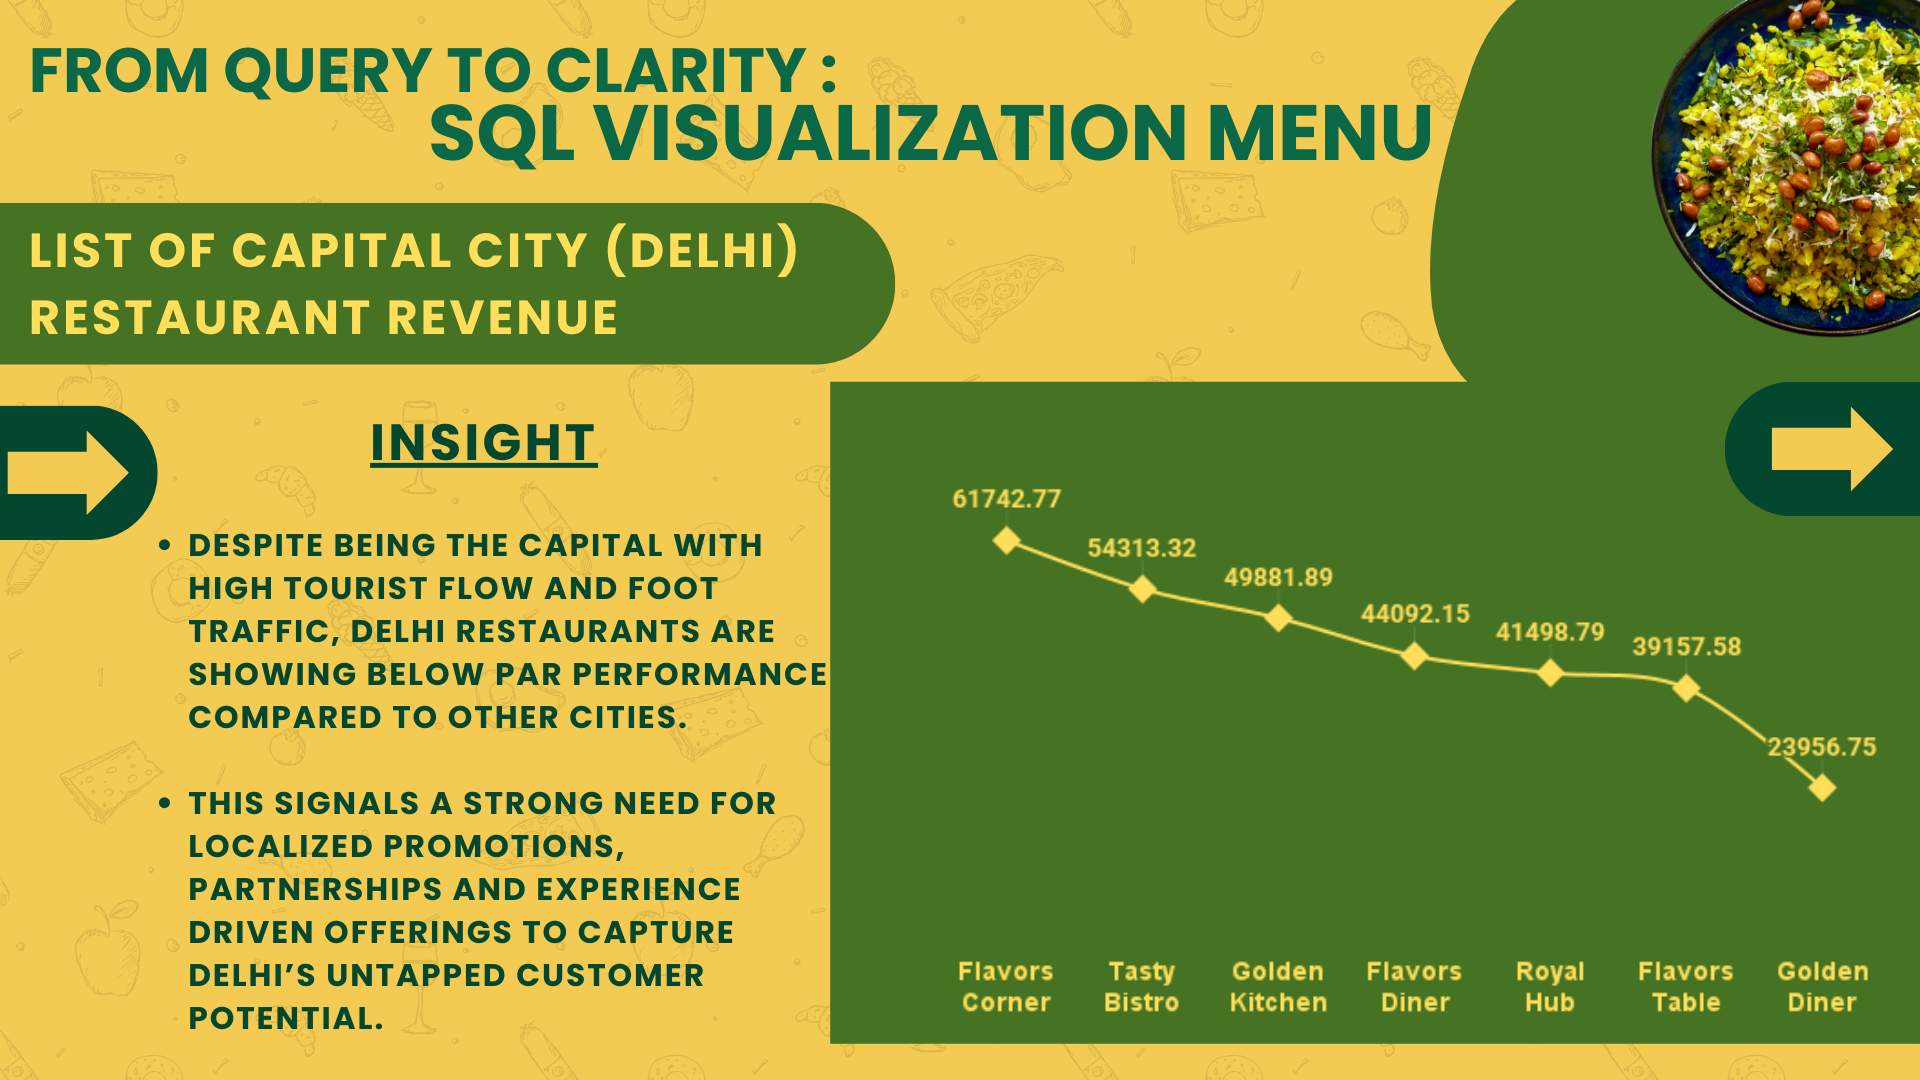 FROM QUERY TO CLARITY :
SQL VISUALIZATION MENU
LIST OF CAPITAL CITY (DELHI)
RESTAURANT REVENUE
INSIGHT
• DESPITE BEING THE CAPITAL WITH
HIGH TOURIST FLOW AND FOOT
TRAFFIC, DELHI RESTAURANTS ARE
SHOWING BELOW PAR PERFORMANCE
COMPARED TO OTHER CITIES.
• THIS SIGNALS A STRONG NEED FOR
LOCALIZED PROMOTIONS,
PARTNERSHIPS AND EXPERIENCE
DRIVEN OFFERINGS TO CAPTURE
DELHI’S UNTAPPED CUSTOMER
POTENTIAL.
61742.77
54313.32
49881.89
44092.15
41498.79
39157.58
23956.75
Flavors
Corner
Tasty
Bistro
Golden
Kitchen
Flavors
Diner
Royal
Hub
Flavors
Table
Golden
Diner